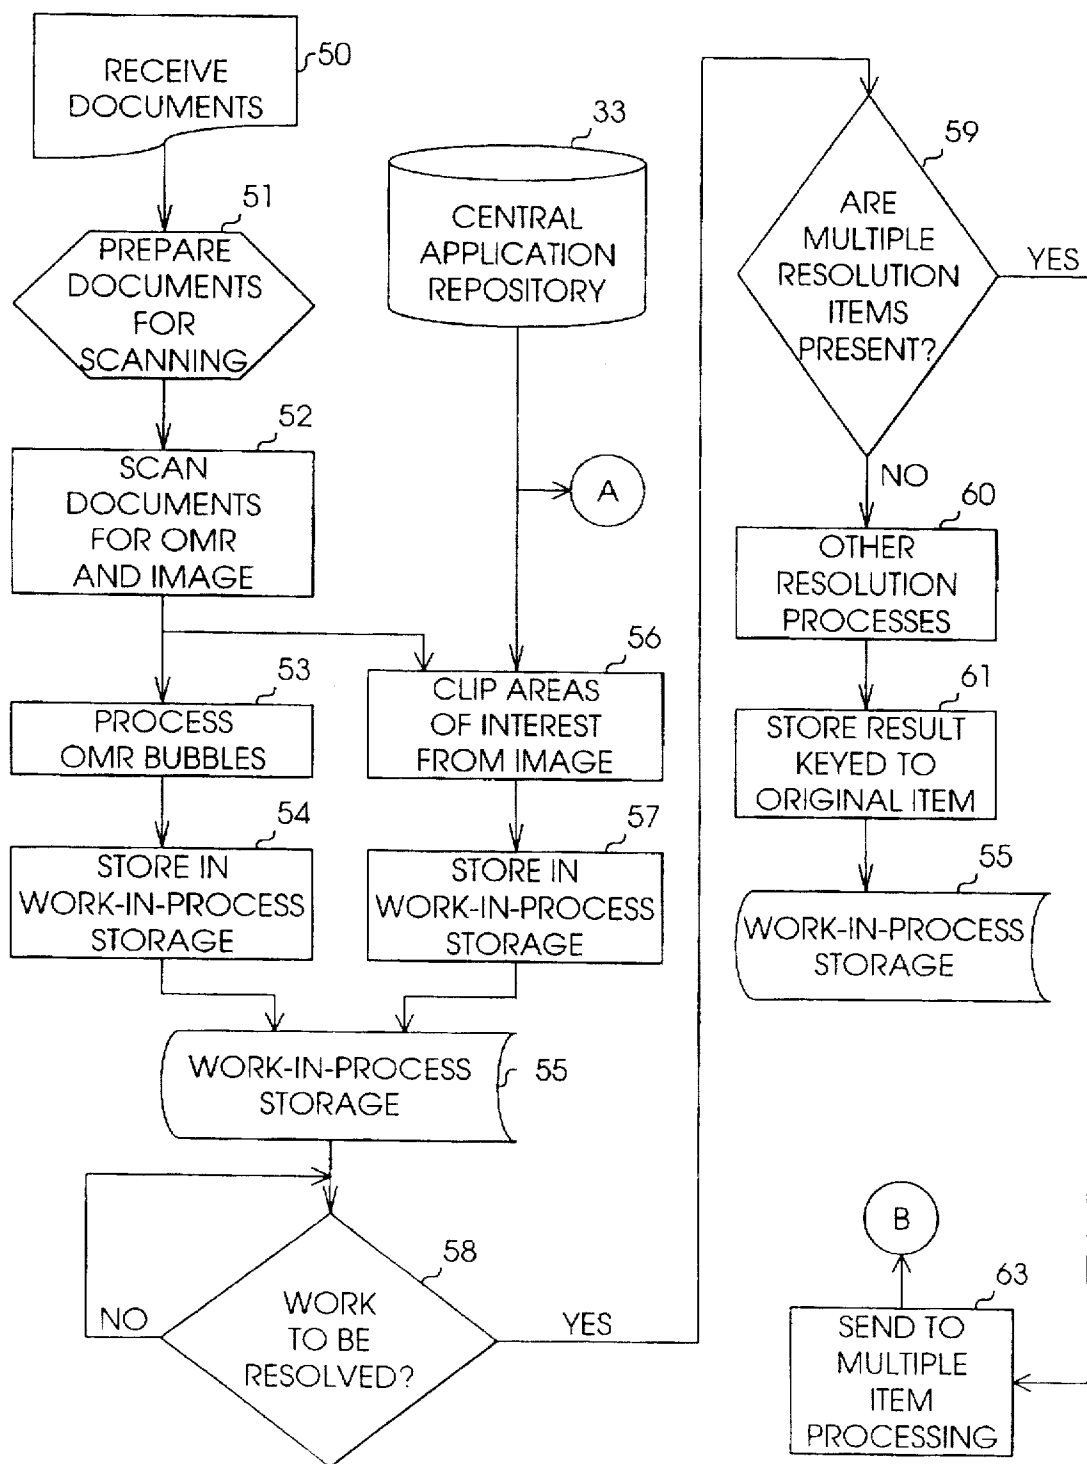 50
RECEIVE
DOCUMENTS
51
PREPARE
DOCUMENTS
FOR
SCANNING
52
SCAN
DOCUMENTS
FOR OMR
AND IMAGE
53
PROCESS
OMR BUBBLES
54
STORE IN
WORK-IN-PROCESS
STORAGE
33
CENTRAL
APPLICATION
REPOSITORY
A
56
CLIP AREAS
OF INTEREST
FROM IMAGE
57
STORE IN
WORK-IN-PROCESS
STORAGE
WORK-IN-PROCESS
STORAGE
55
58
WORK
TO BE
RESOLVED?
NO
YES
59
ARE
MULTIPLE
RESOLUTION
ITEMS
PRESENT?
YES
NO
60
OTHER
RESOLUTION
PROCESSES
61
STORE RESULT
KEYED TO
ORIGINAL ITEM
55
WORK-IN-PROCESS
STORAGE
B
63
SEND TO
MULTIPLE
ITEM
PROCESSING